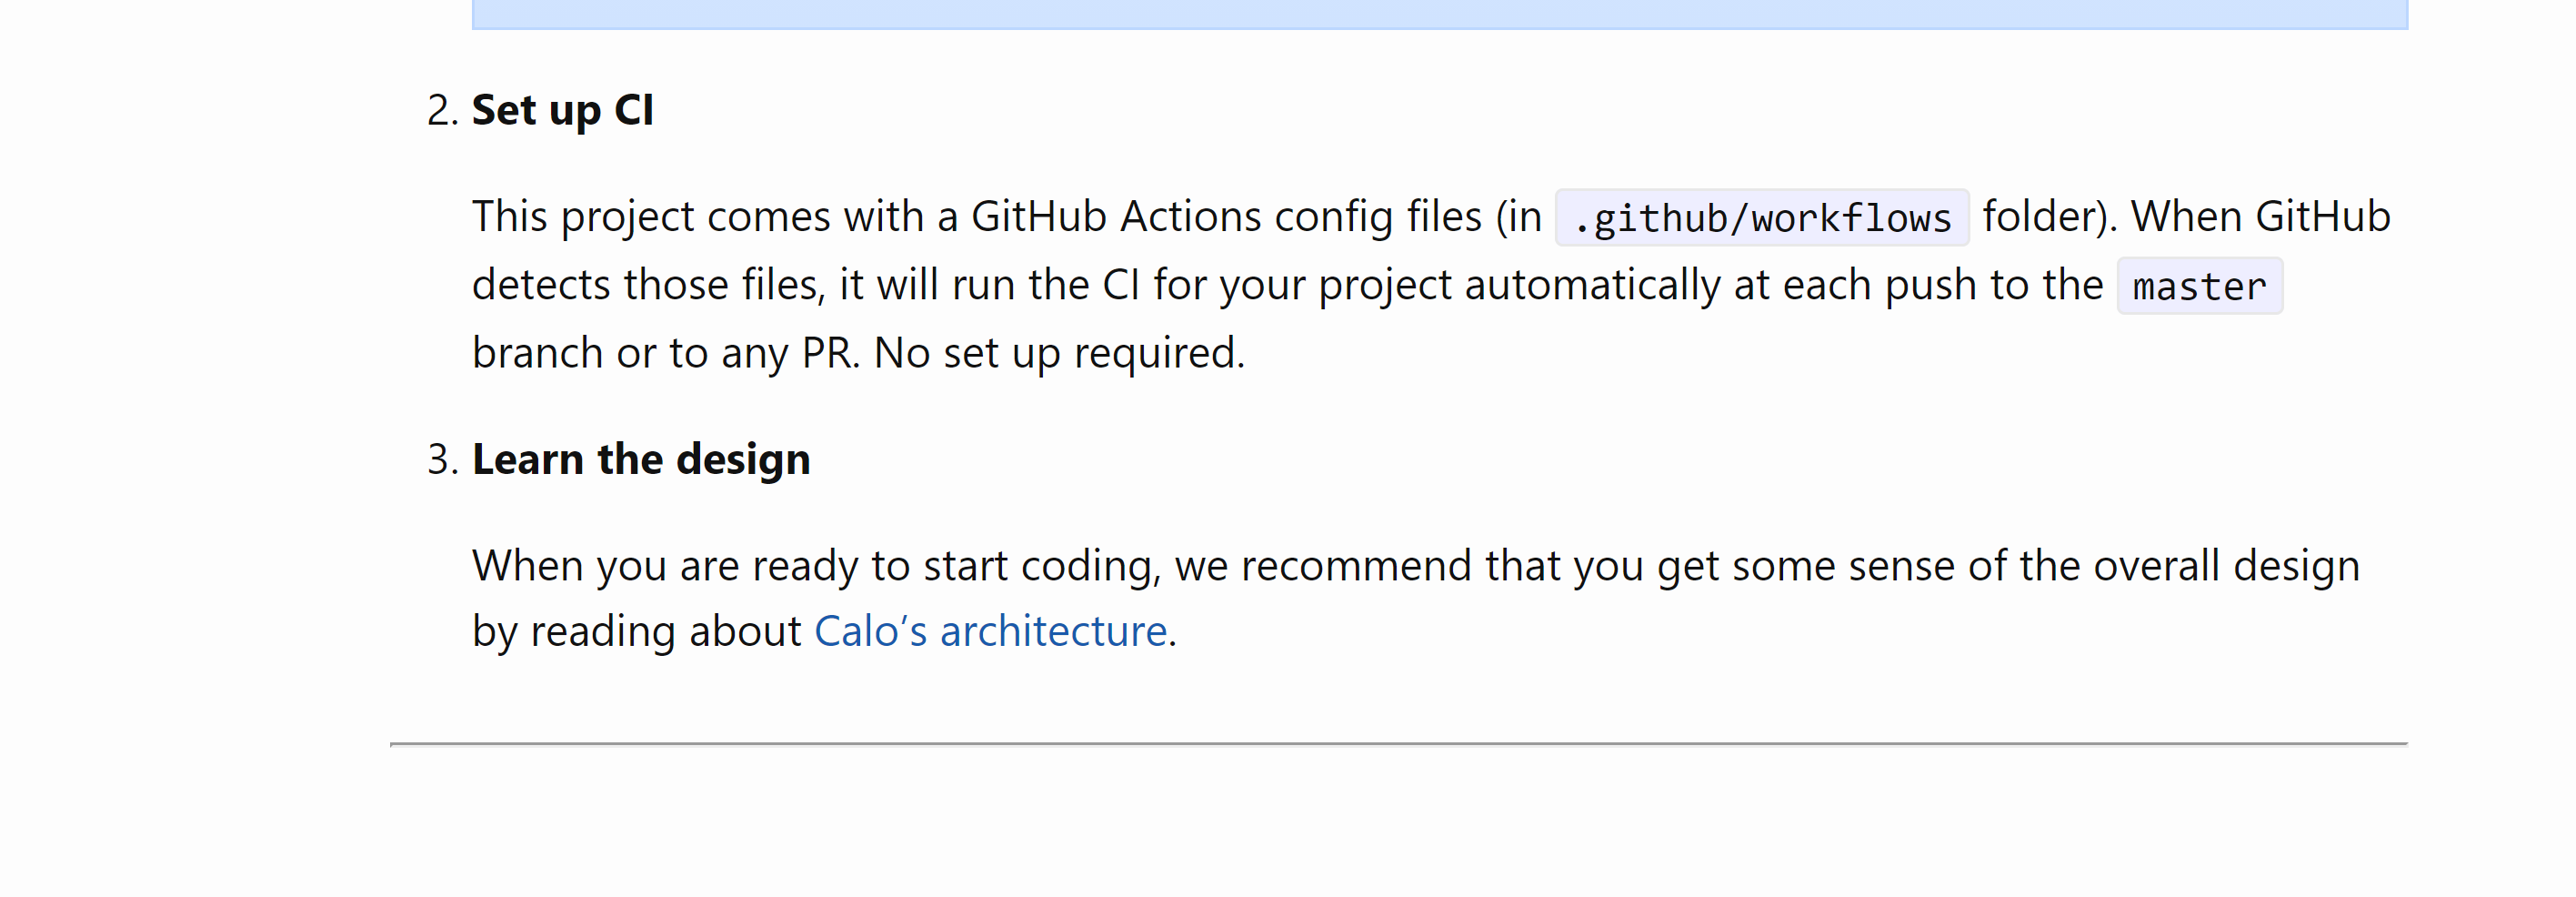 2. Set up CI
This project comes with a GitHub Actions config files (in .github/workflows folder). When GitHub
detects those files, it will run the CI for your project automatically at each push to the master
branch or to any PR. No set up required.
3. Learn the design
When you are ready to start coding, we recommend that you get some sense of the overall design
by reading about Calo’s architecture.